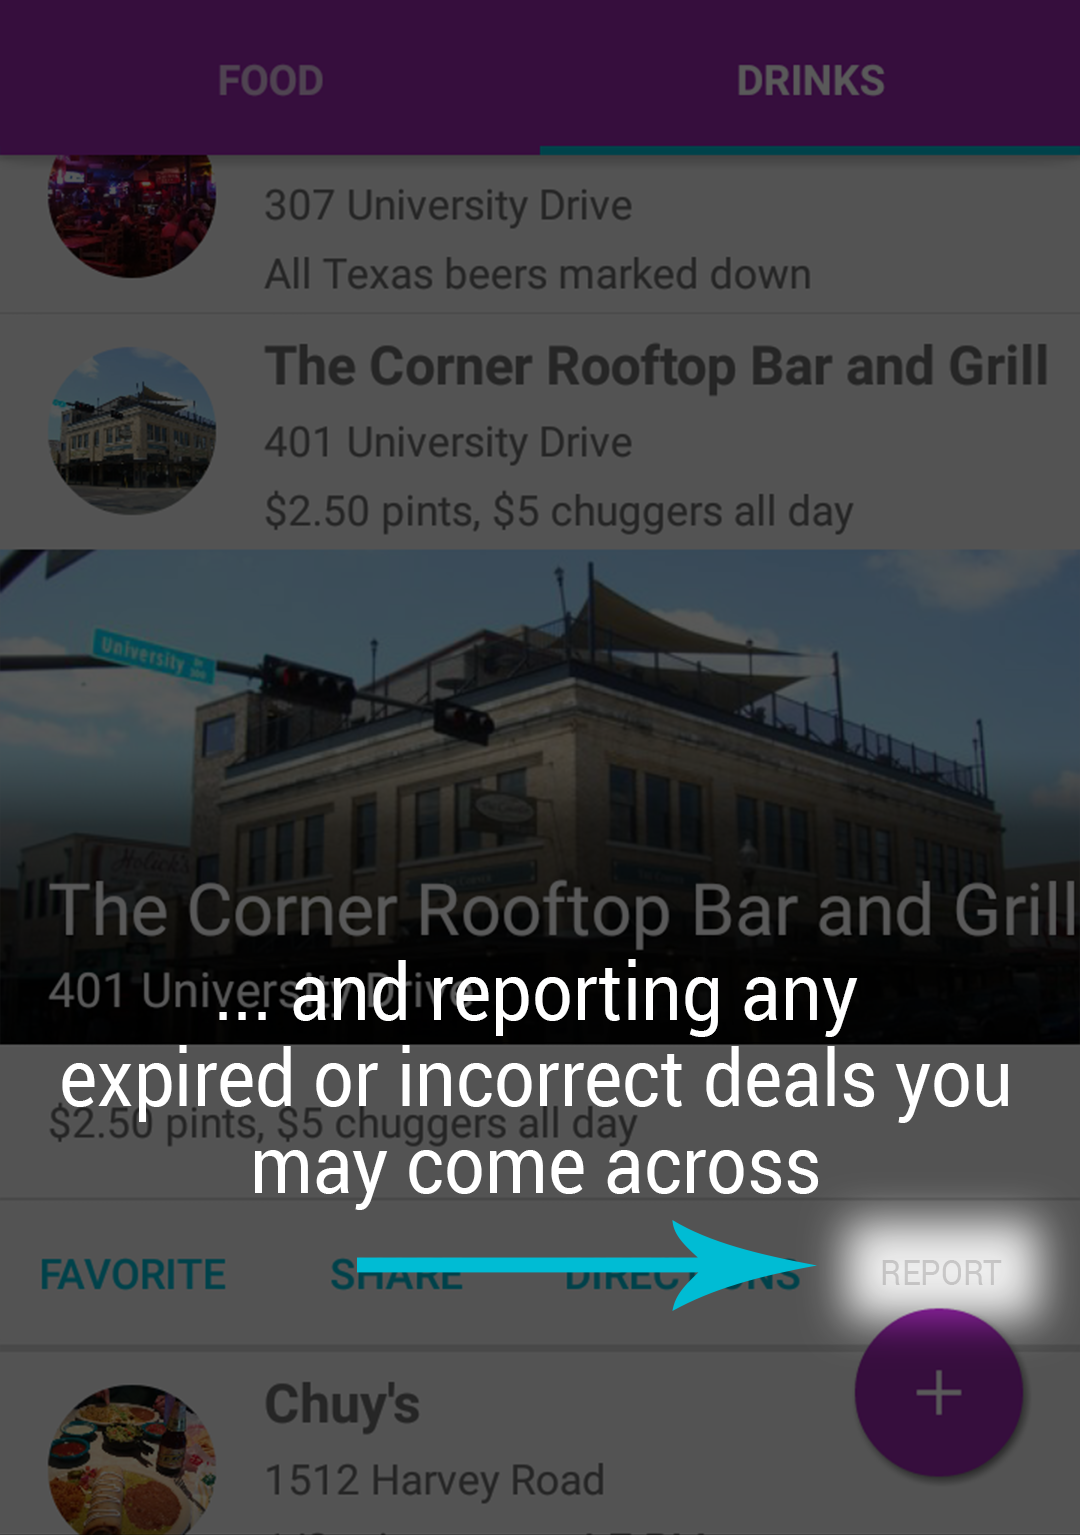 FOOD
DRINKS
307 University Drive
All Texas beers marked down
The Corner Rooftop Bar and Grill
401 University Drive
$2.50 pints, $5 chuggers all day
University
Holick's
The Corner Rooftop Bar and Grill
401 University Drive
... and reporting any
expired or incorrect deals you
$2.50 pints, $5 chuggers all day
may come across
FAVORITE
SHARE
DIRECTIONS
REPORT
+
Chuy's
1512 Harvey Road